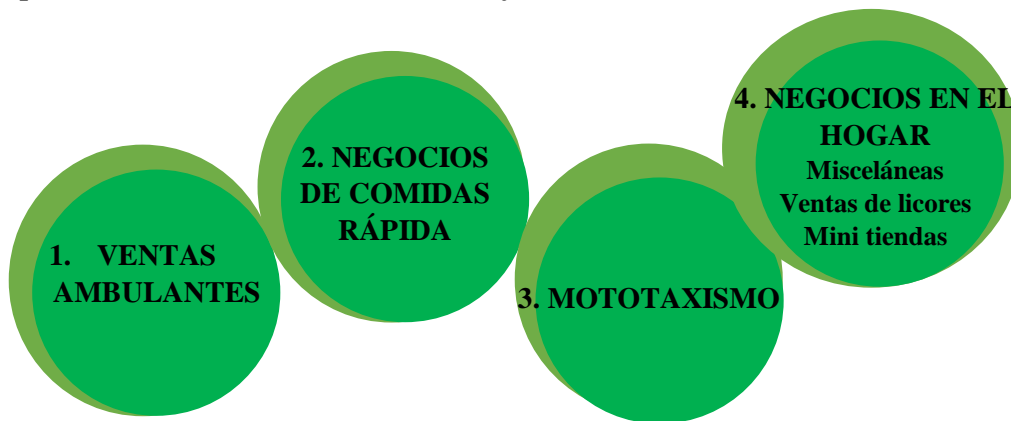 1. VENTAS
AMBULANTES
2. NEGOCIOS
DE COMIDAS
RÁPIDA
3. MOTOTAXISMO
4. NEGOCIOS EN EL
HOGAR
Misceláneas
Ventas de licores
Mini tiendas